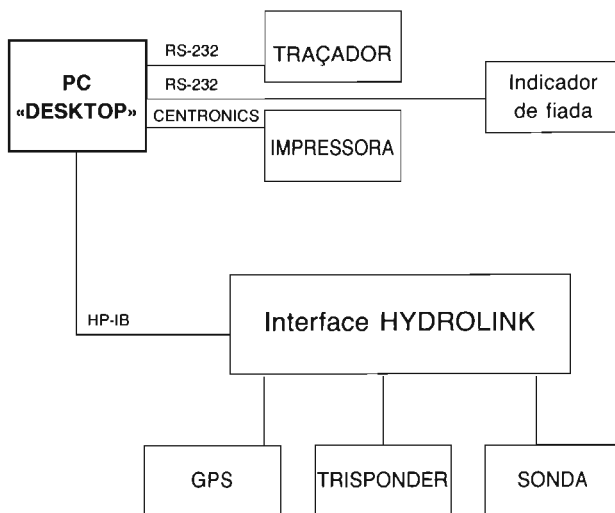 RS-232
TRAÇADOR
PC
«DESKTOP»
RS-232
Indicador
de fiada
CENTRONICS
IMPRESSORA
Interface HYDROLINK
HP-IB
GPS
TRISPONDER
SONDA